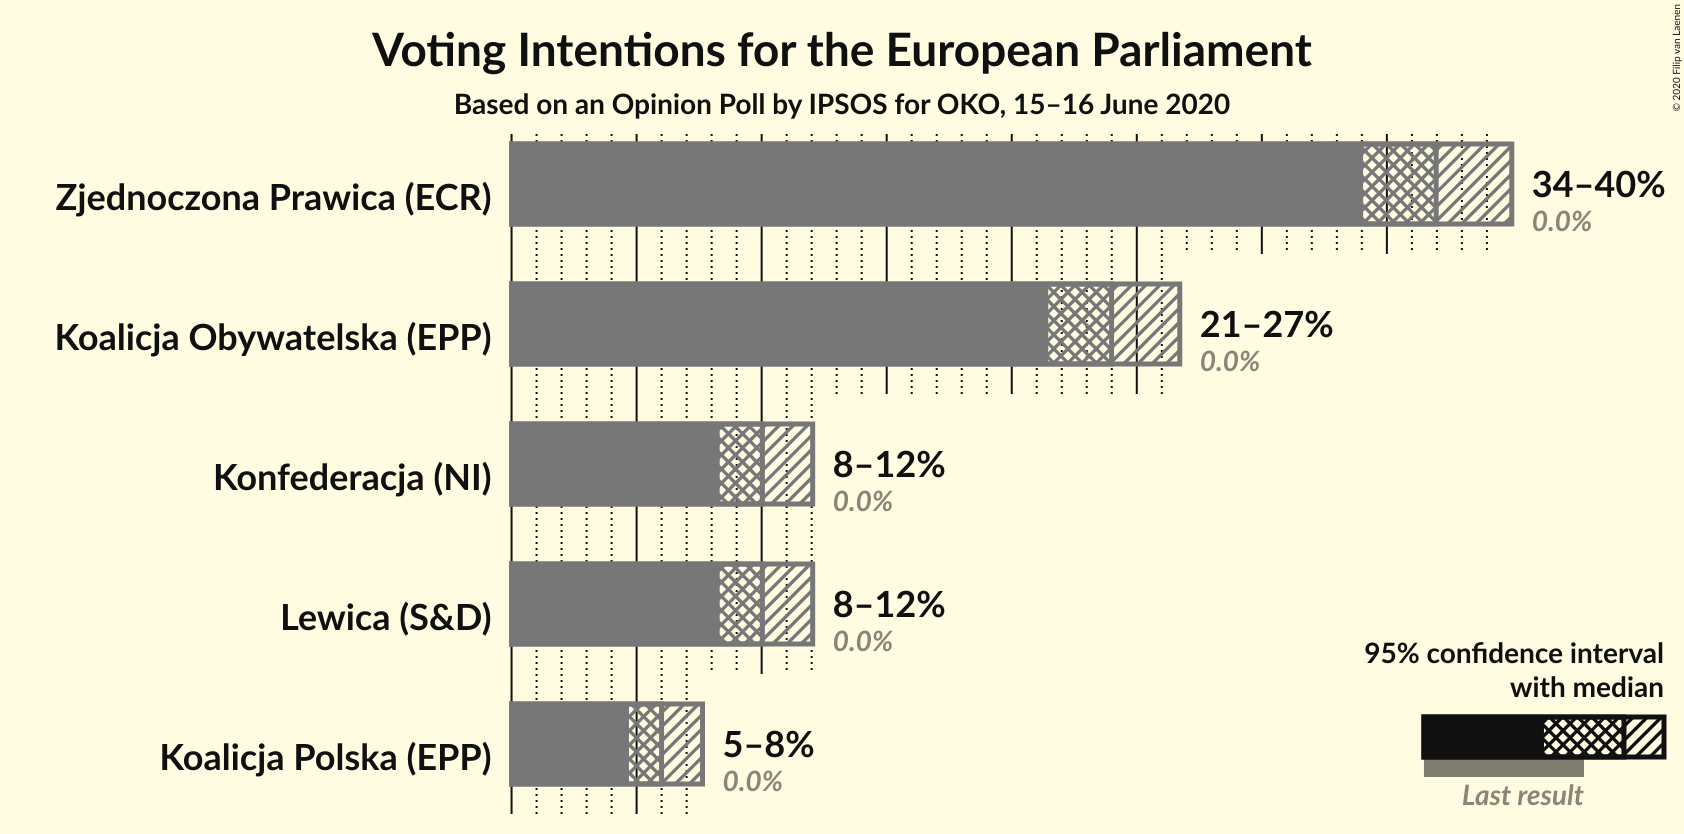 Voting Intentions for the European Parliament
Based on an Opinion Poll by IPSOS for OKO, 15–16 June 2020
© 2020 Filip van Laenen
Zjednoczona Prawica (ECR)
34–40%
0.0%
Koalicja Obywatelska (EPP)
21–27%
0.0%
Konfederacja (NI)
8–12%
0.0%
Lewica (S&D)
8–12%
0.0%
Koalicja Polska (EPP)
5–8%
0.0%
95% confidence interval
with median
Last result